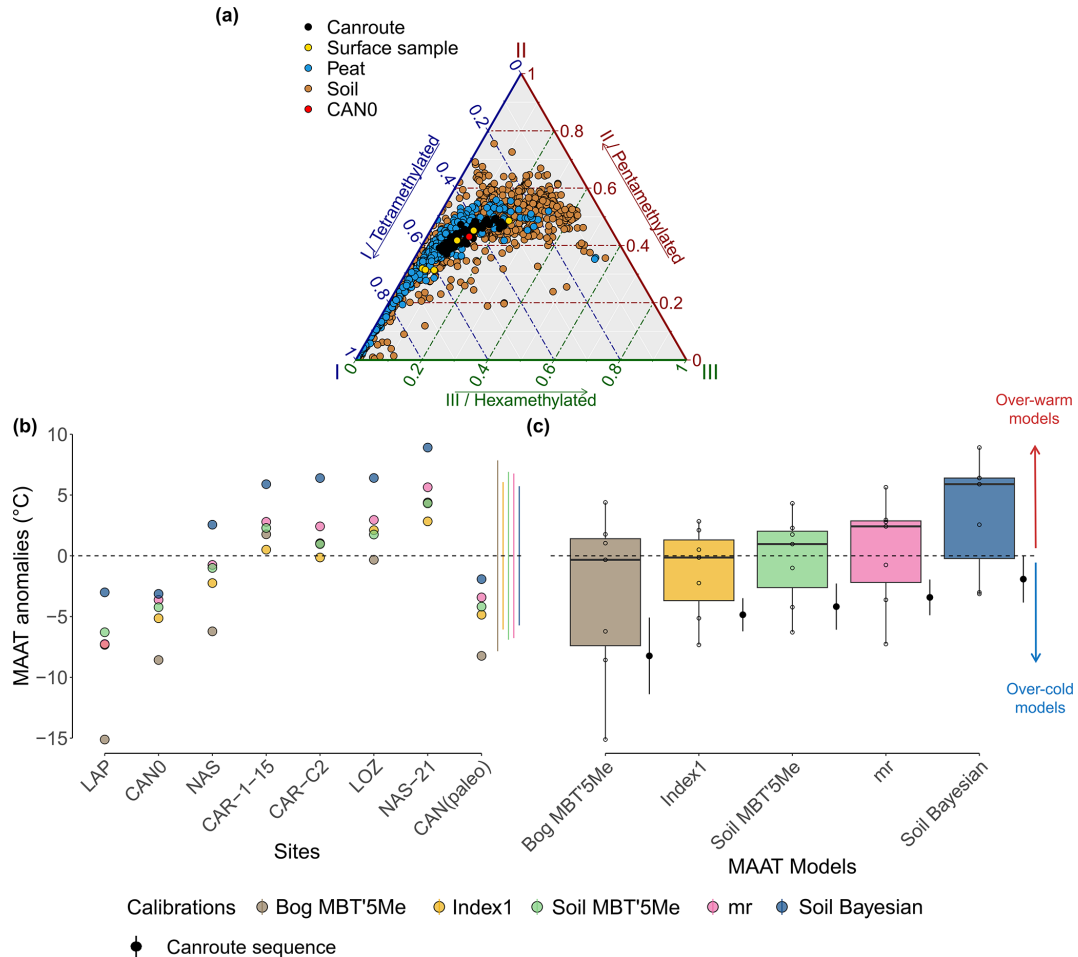 (a)
Canroute
Surface sample
Peat
Soil
CAN0
II
0
1
0.2
0.8
0.4
0.6
0.6
0.4
0.8
0.2
1
0
I / Tetramethylated
II / Pentamethylated
I
0
0.2
0.4
0.6
0.8
1
III
III / Hexamethylated
(b)
MAAT anomalies (°C)
10
5
0
−5
−10
−15
LAP
CAN0
NAS
CAR−1−15
CAR−C2
LOZ
NAS−21
CAN(paleo)
Sites
(c)
Over-warm
models
Over-cold
models
Bog MBT'5Me
Index1
Soil MBT'5Me
mr
Soil Bayesian
MAAT Models
Calibrations
Bog MBT'5Me
Index1
Soil MBT'5Me
mr
Soil Bayesian
Canroute sequence